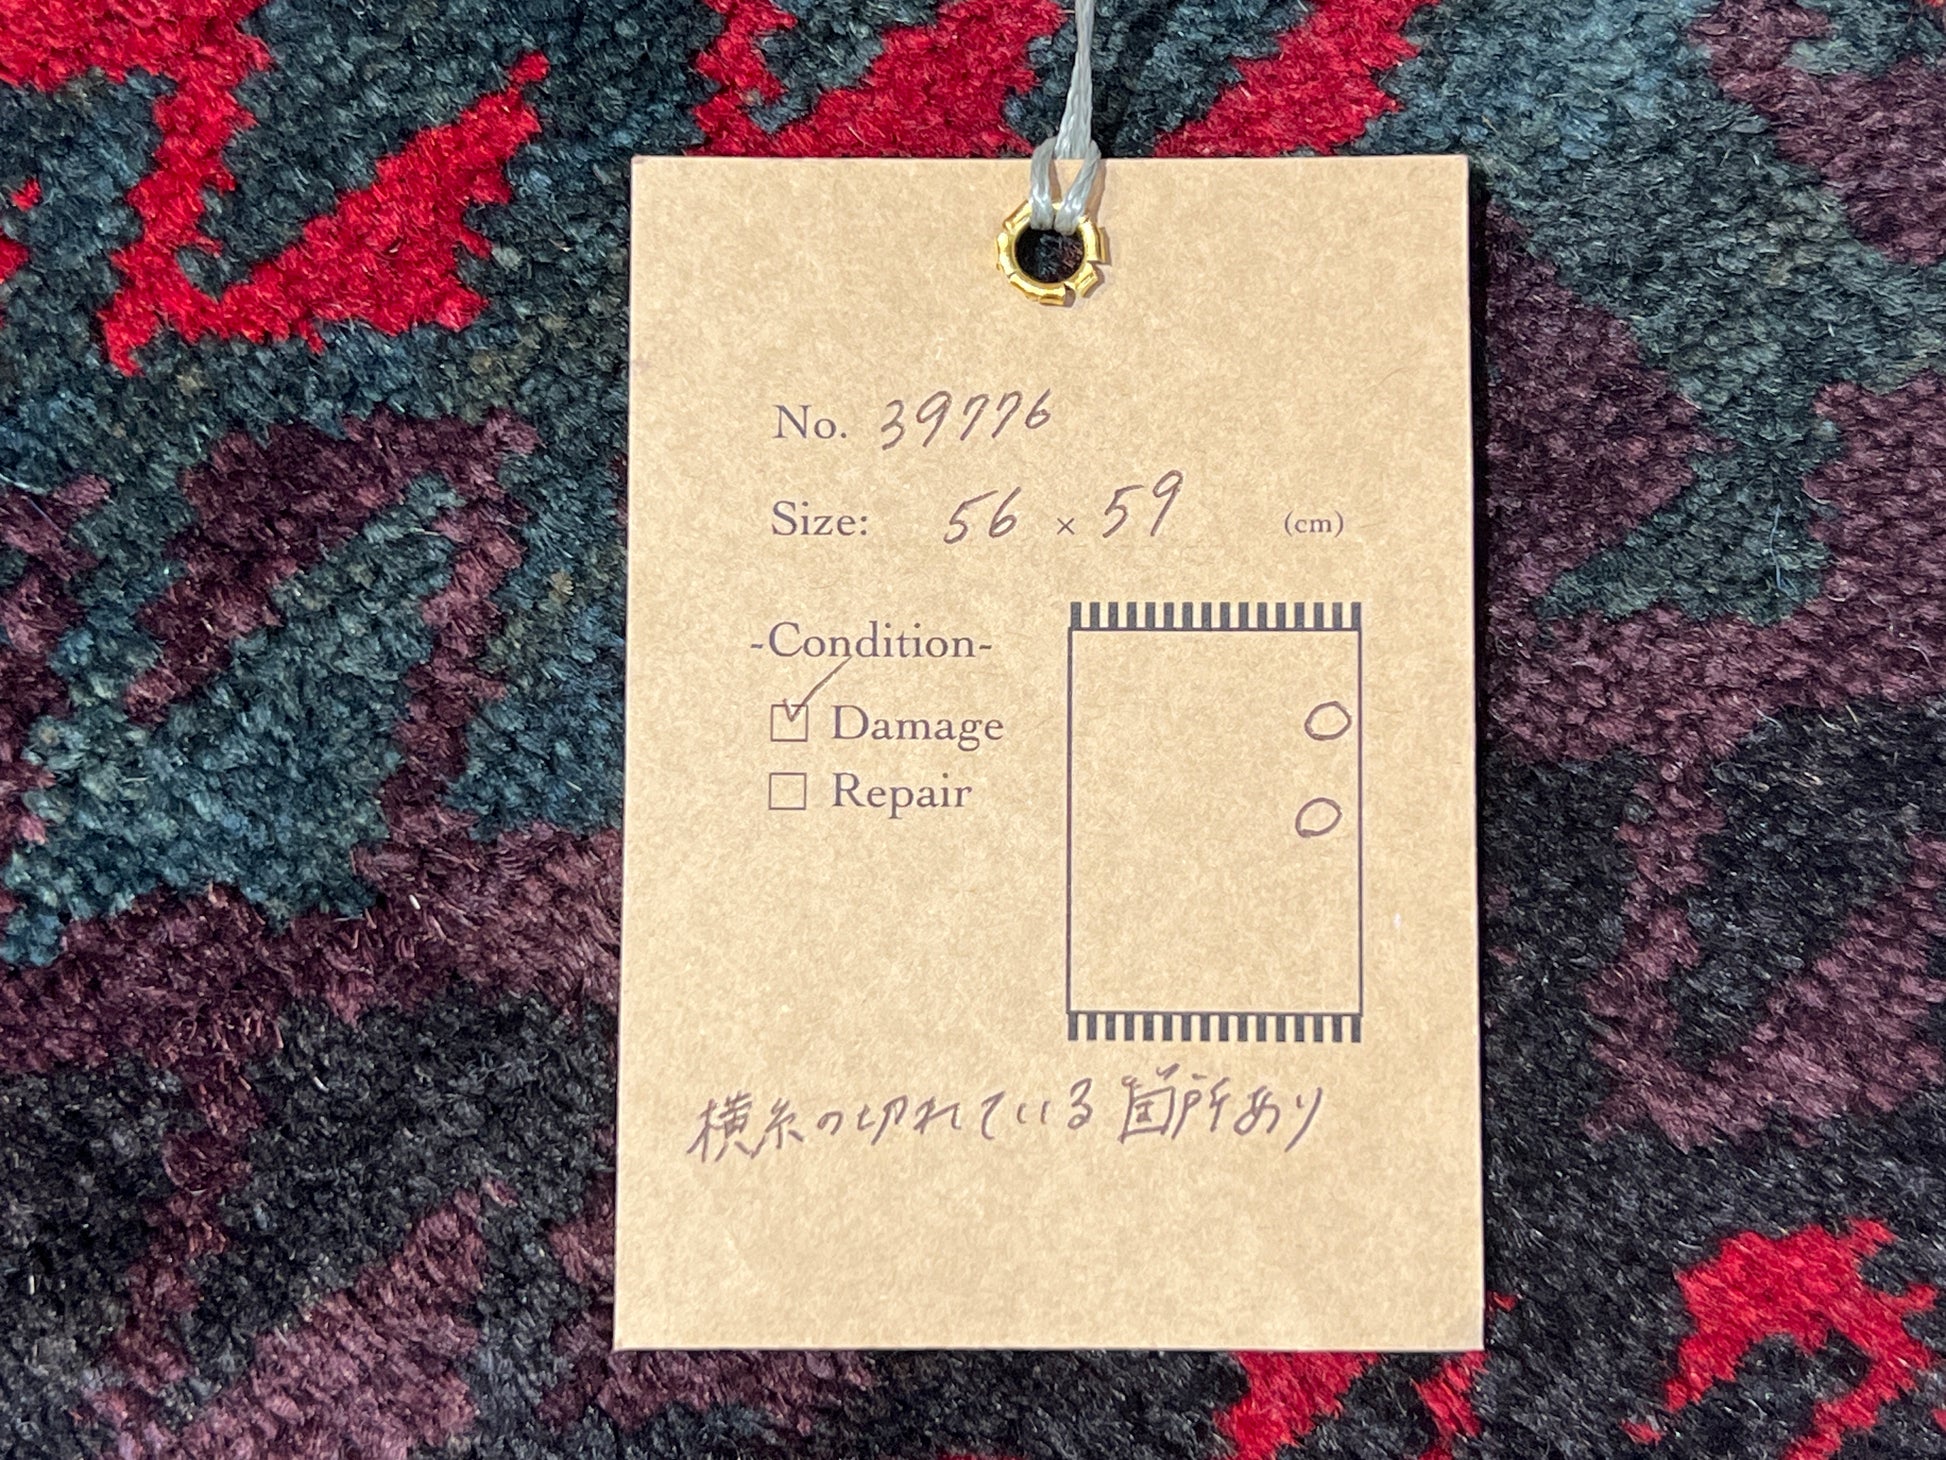 No. 39776
Size: 56 × 59 (cm)
-Condition-
☑ Damage
☐ Repair
横糸の切れている箇所あり